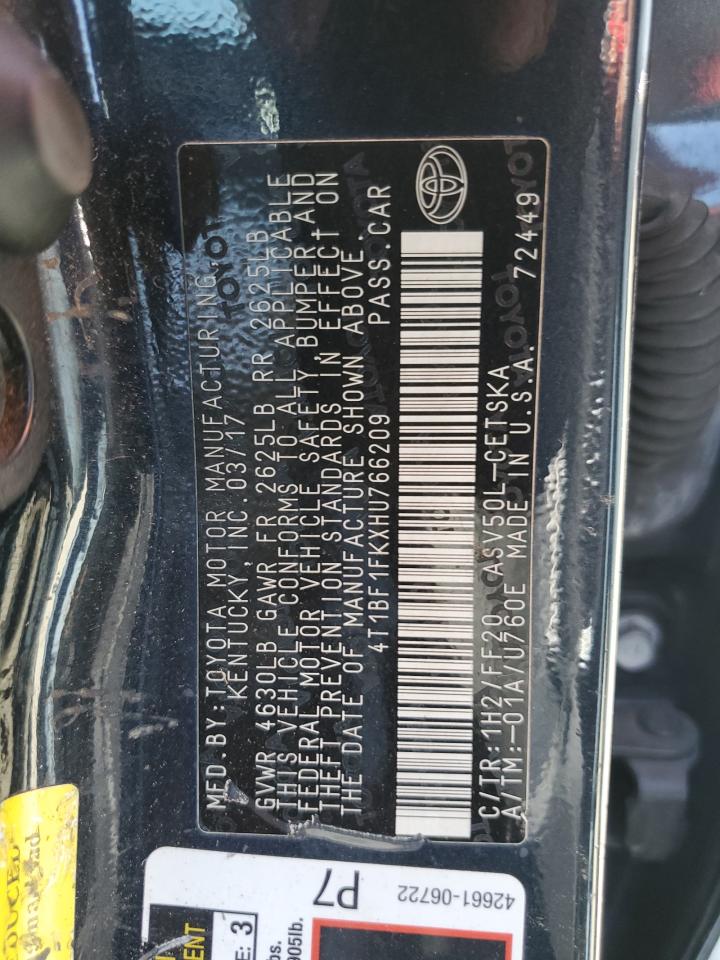 MFD.BY:TOYOTA MOTOR MANUFACTURING,
KENTUCKY, INC. 03/17
GVWR 4630LB GAWR FR 2625LB RR 2625LB
THIS VEHICLE CONFORMS TO ALL APPLICABLE
FEDERAL MOTOR VEHICLE SAFETY, BUMPER, AND
THEFT PREVENTION STANDARDS IN EFFECT ON
THE DATE OF MANUFACTURE SHOWN ABOVE.
4T1BF1FKXHU766209 PASS.CAR
C/TR:1H2/FF20 ASV50L-CETSKA
A/TM:-01A/U760E MADE IN U.S.A. 72449
P7
42661-06722
3
905lb.